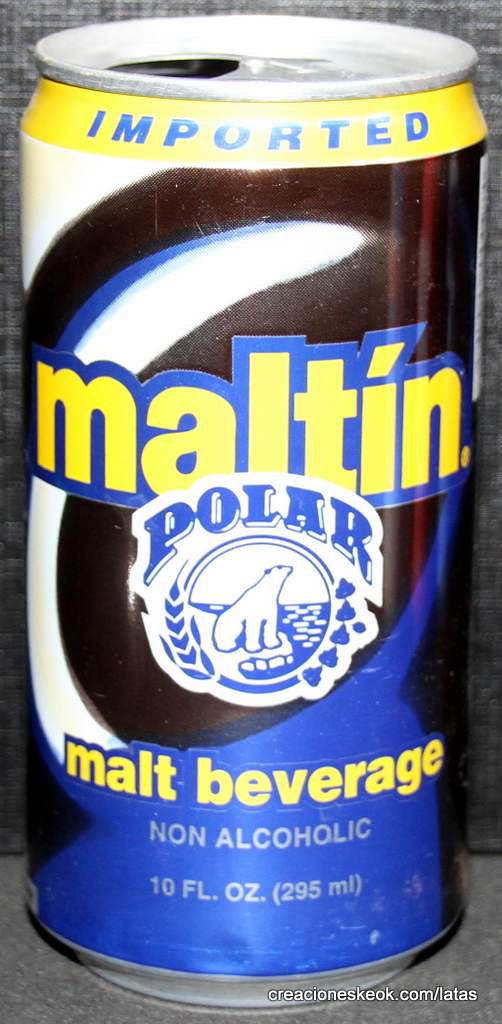 IMPORTED
maltín®
POLAR
malt beverage
NON ALCOHOLIC
10 FL. OZ. (295 ml)
creacioneskeok.com/latas